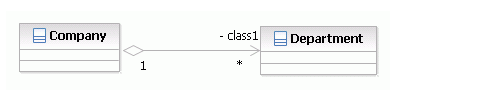 Company
- class1
Department
1
*